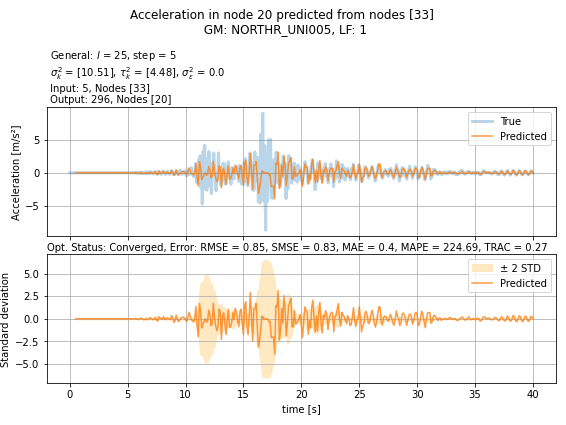 Acceleration in node 20 predicted from nodes [33]
GM: NORTHR_UNI005, LF: 1
General: l = 25, step = 5
σ²_k = [10.51], τ²_k = [4.48], σ²_ε = 0.0
Input: 5, Nodes [33]
Output: 296, Nodes [20]
True
Predicted
Acceleration [m/s²]
5
0
−5
Opt. Status: Converged, Error: RMSE = 0.85, SMSE = 0.83, MAE = 0.4, MAPE = 224.69, TRAC = 0.27
± 2 STD
Predicted
Standard deviation
5.0
2.5
0.0
−2.5
−5.0
0 5 10 15 20 25 30 35 40
time [s]